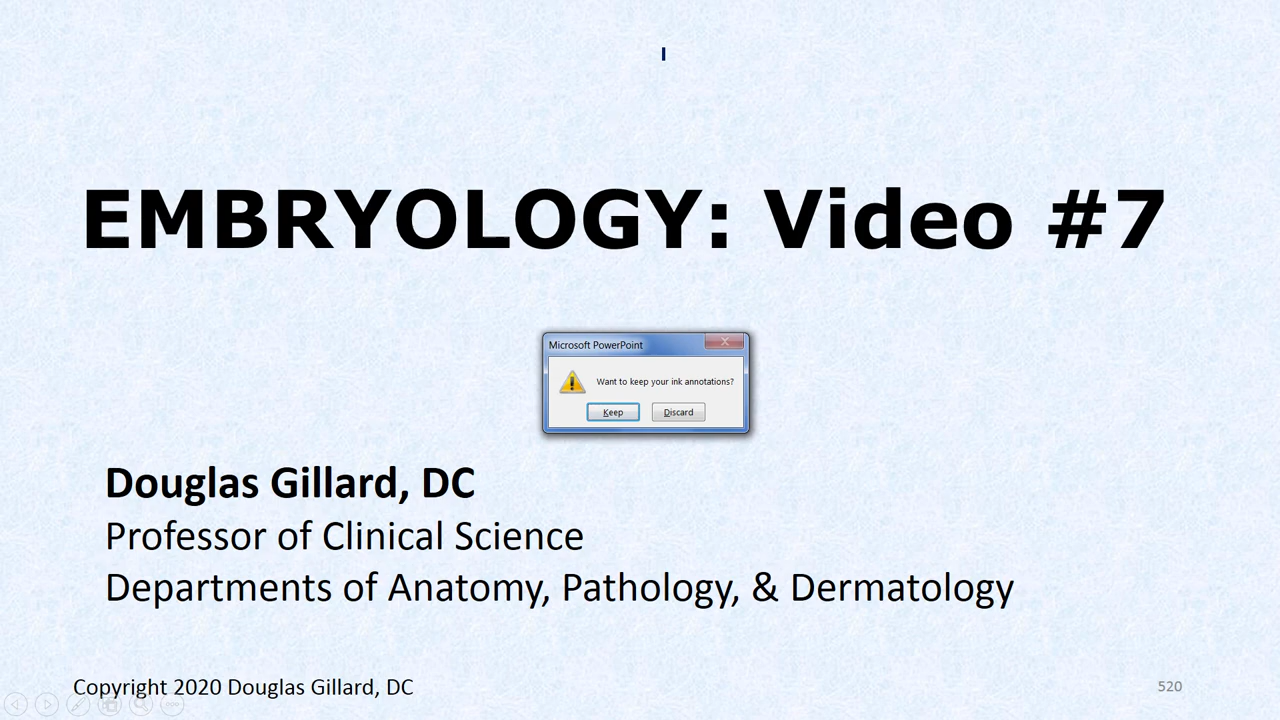 EMBRYOLOGY: Video #7
Microsoft PowerPoint
Want to keep your ink annotations?
Keep Discard
Douglas Gillard, DC
Professor of Clinical Science
Departments of Anatomy, Pathology, & Dermatology
Copyright 2020 Douglas Gillard, DC
520